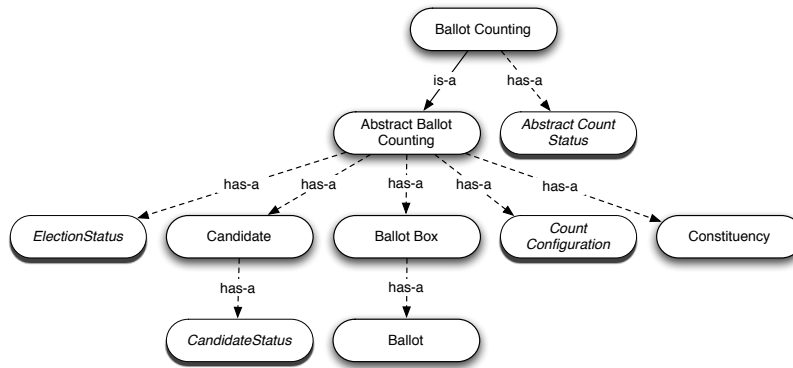 Ballot Counting
is-a
has-a
Abstract Ballot
Counting
Abstract Count
Status
has-a
has-a
has-a
has-a
has-a
ElectionStatus
Candidate
Ballot Box
Count
Configuration
Constituency
has-a
has-a
CandidateStatus
Ballot